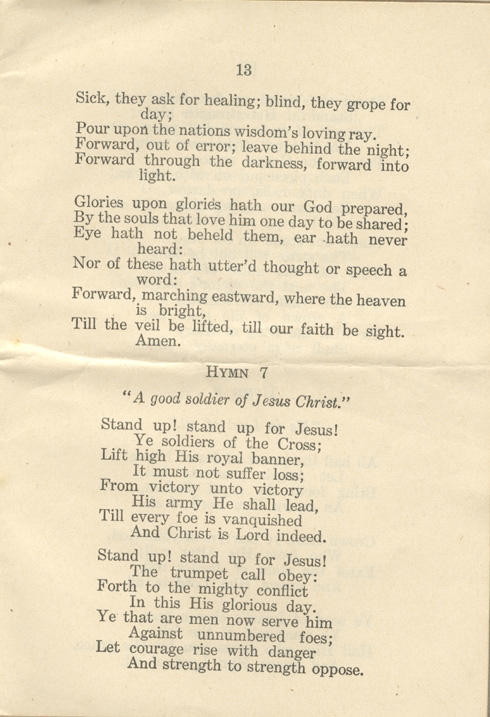 13
Sick, they ask for healing; blind, they grope for
day;
Pour upon the nations wisdom's loving ray.
Forward, out of error; leave behind the night;
Forward through the darkness, forward into
light.
Glories upon glories hath our God prepared,
By the souls that love him one day to be shared;
Eye hath not beheld them, ear hath never
heard:
Nor of these hath utter'd thought or speech a
word:
Forward, marching eastward, where the heaven
is bright,
Till the veil be lifted, till our faith be sight.
Amen.
HYMN 7
"A good soldier of Jesus Christ."
Stand up! stand up for Jesus!
Ye soldiers of the Cross;
Lift high His royal banner,
It must not suffer loss;
From victory unto victory
His army He shall lead,
Till every foe is vanquished
And Christ is Lord indeed.
Stand up! stand up for Jesus!
The trumpet call obey:
Forth to the mighty conflict
In this His glorious day.
Ye that are men now serve him
Against unnumbered foes;
Let courage rise with danger
And strength to strength oppose.